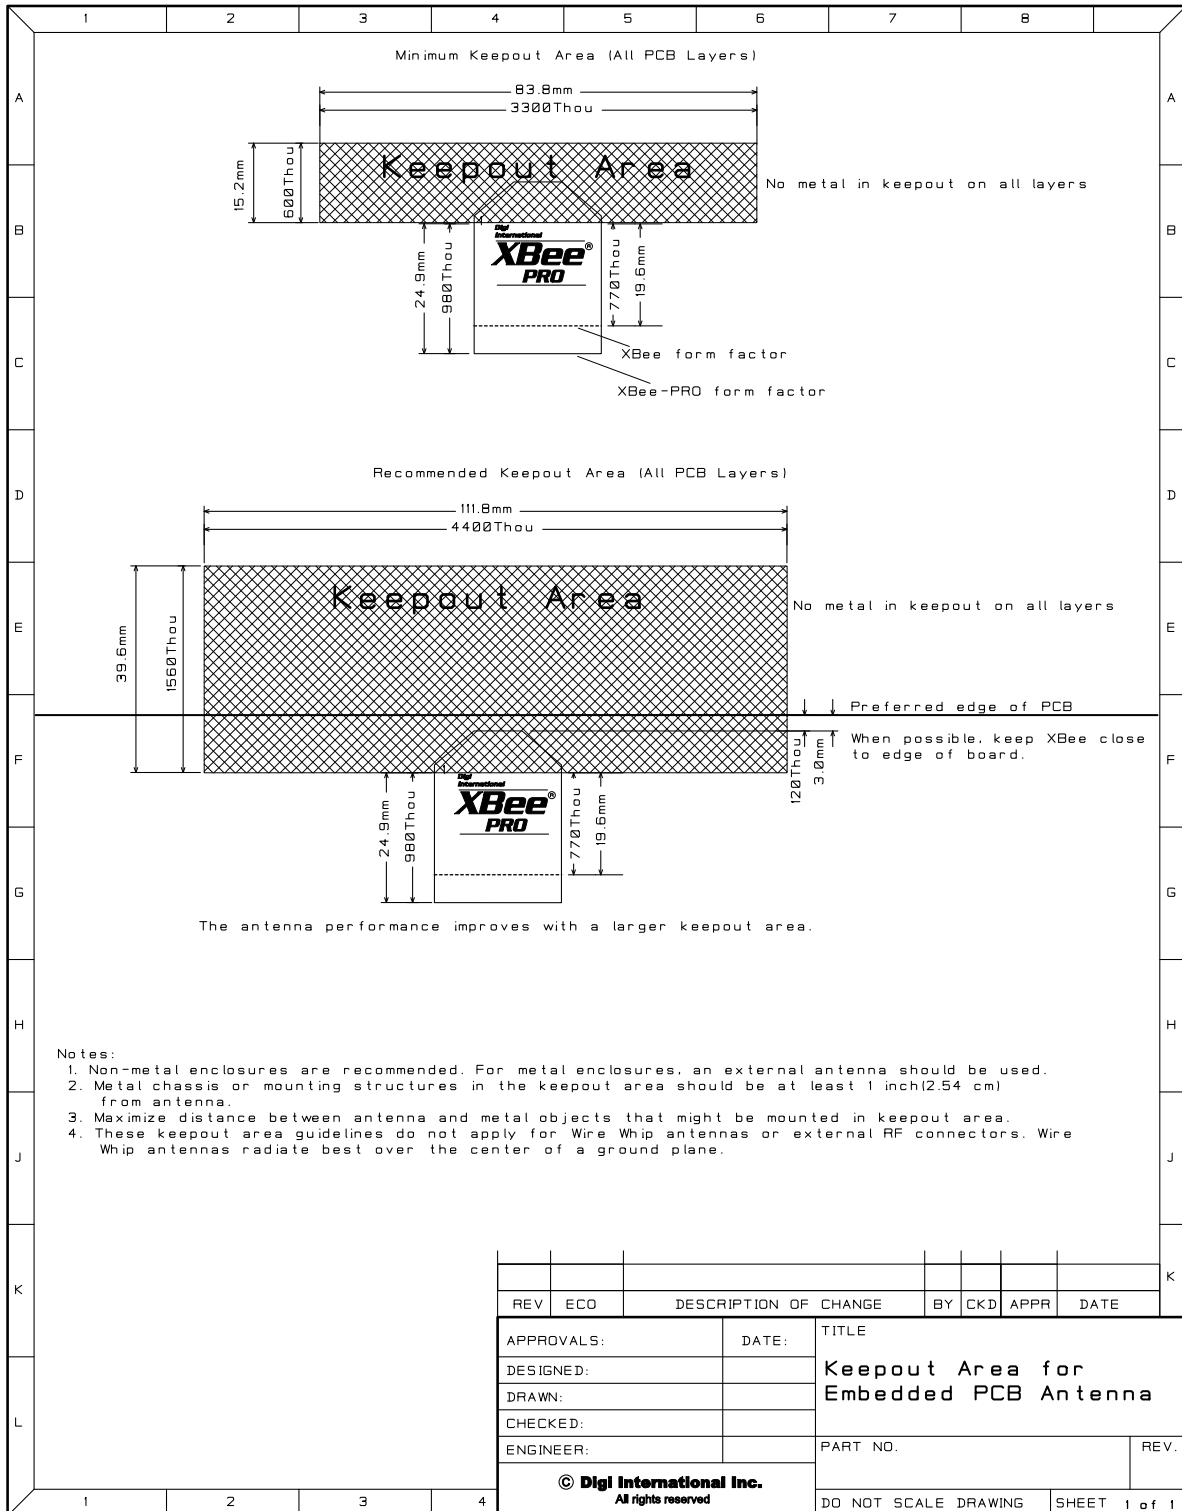 1 2 3 4 5 6 7 8
A A
B B
C C
D D
E E
F F
G G
H H
J J
K K
L
Minimum Keepout Area (All PCB Layers)
83.8mm
3300Thou
15.2mm
600Thou
Keepout Area
No metal in keepout on all layers
Digi
International
XBee®
PRO
24.9mm
980Thou
770Thou
19.6mm
XBee form factor
XBee-PRO form factor
Recommended Keepout Area (All PCB Layers)
111.8mm
4400Thou
39.6mm
1560Thou
Keepout Area
No metal in keepout on all layers
Preferred edge of PCB
When possible, keep XBee close
to edge of board.
120Thou
3.0mm
Digi
International
XBee®
PRO
24.9mm
980Thou
770Thou
19.6mm
The antenna performance improves with a larger keepout area.
Notes:
1. Non-metal enclosures are recommended. For metal enclosures, an external antenna should be used.
2. Metal chassis or mounting structures in the keepout area should be at least 1 inch(2.54 cm)
from antenna.
3. Maximize distance between antenna and metal objects that might be mounted in keepout area.
4. These keepout area guidelines do not apply for Wire Whip antennas or external RF connectors. Wire
Whip antennas radiate best over the center of a ground plane.
REV ECO DESCRIPTION OF CHANGE BY CKD APPR DATE
APPROVALS: DATE:
DESIGNED:
DRAWN:
CHECKED:
ENGINEER:
TITLE
Keepout Area for
Embedded PCB Antenna
PART NO. REV.
© Digi International Inc.
All rights reserved
DO NOT SCALE DRAWING SHEET 1 of 1
1 2 3 4